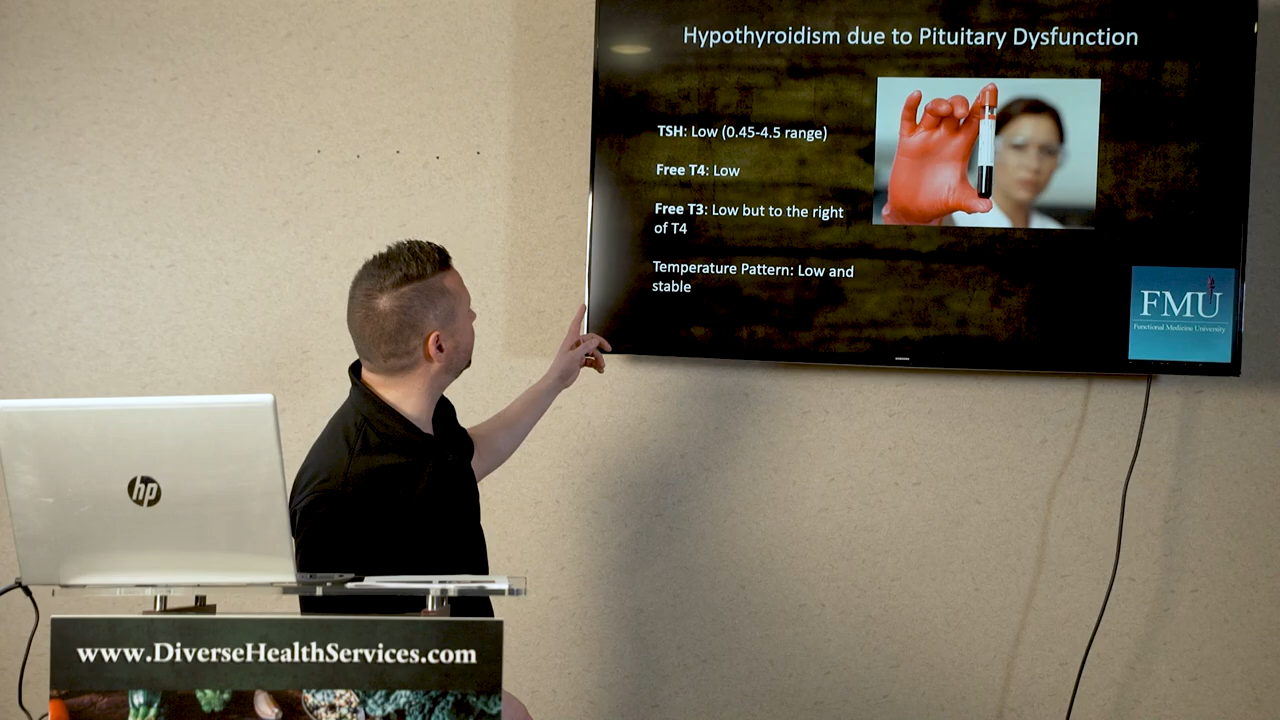 Hypothyroidism due to Pituitary Dysfunction
TSH: Low (0.45-4.5 range)
Free T4: Low
Free T3: Low but to the right
of T4
Temperature Pattern: Low and
stable
FMU
Functional Medicine University
SAMSUNG
hp
www.DiverseHealthServices.com